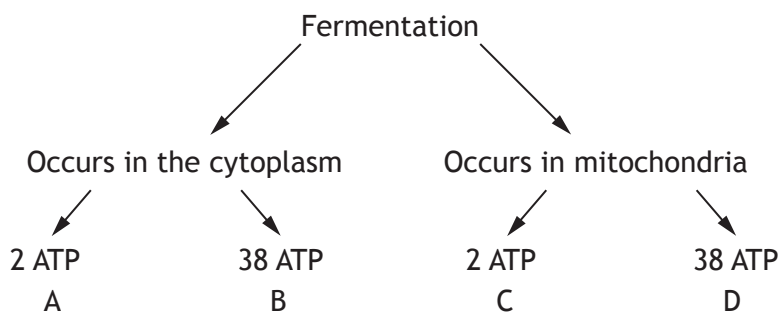 Fermentation
Occurs in the cytoplasm Occurs in mitochondria
2 ATP 38 ATP 2 ATP 38 ATP
A B C D